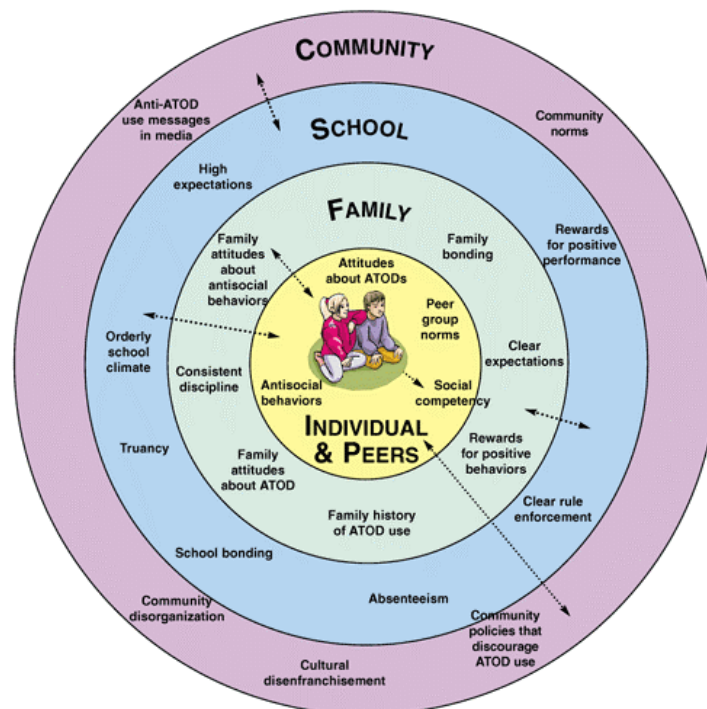 COMMUNITY
Anti-ATOD
use messages
in media
Community
norms
SCHOOL
High
expectations
Rewards
for positive
performance
FAMILY
Family
attitudes
about
antisocial
behaviors
Family
bonding
Attitudes
about ATODs
Peer
group
norms
Orderly
school
climate
Consistent
discipline
Clear
expectations
Antisocial
behaviors
Social
competency
INDIVIDUAL
& PEERS
Truancy
Family
attitudes
about ATOD
Rewards
for positive
behaviors
Clear rule
enforcement
Family history
of ATOD use
School bonding
Absenteeism
Community
disorganization
Community
policies that
discourage
ATOD use
Cultural
disenfranchisement